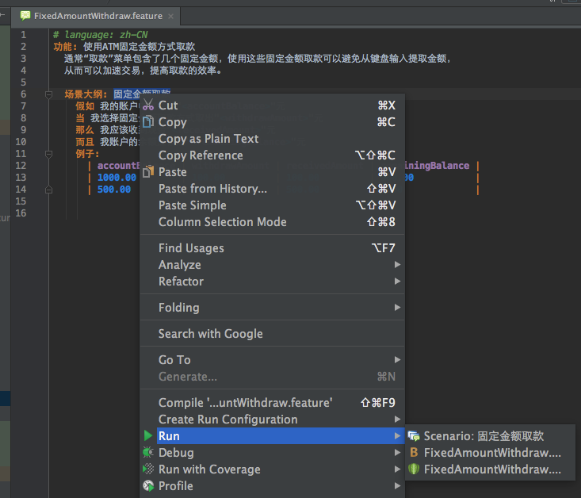 FixedAmountWithdraw.feature
1 # language: zh-CN
2 功能: 使用ATM固定金额方式取款
3 通常“取款”菜单包含了几个固定金额，使用这些固定金额取款可以避免从键盘输入提取金额，
4 从而可以加速交易，提高取款的效率。
5
6 场景大纲: 固定金额取款
7 假如 我的账户
8 当 我选择固定
9 那么 我应该收
10 而且 我账户的
11 例子:
12 | accountB ningBalance |
13 | 1000.00 00 |
14 | 500.00 |
15
16
Cut ⌘X
Copy ⌘C
Copy as Plain Text
Copy Reference ⌥⇧⌘C
Paste ⌘V
Paste from History... ⇧⌘V
Paste Simple ⌥⇧⌘V
Column Selection Mode ⇧⌘8
Find Usages ⌥F7
Analyze
Refactor
Folding
Search with Google
Go To
Generate... ⌘N
Compile '...untWithdraw.feature' ⇧⌘F9
Create Run Configuration
Run
Debug
Run with Coverage
Profile
Scenario: 固定金额取款
FixedAmountWithdraw....
FixedAmountWithdraw....